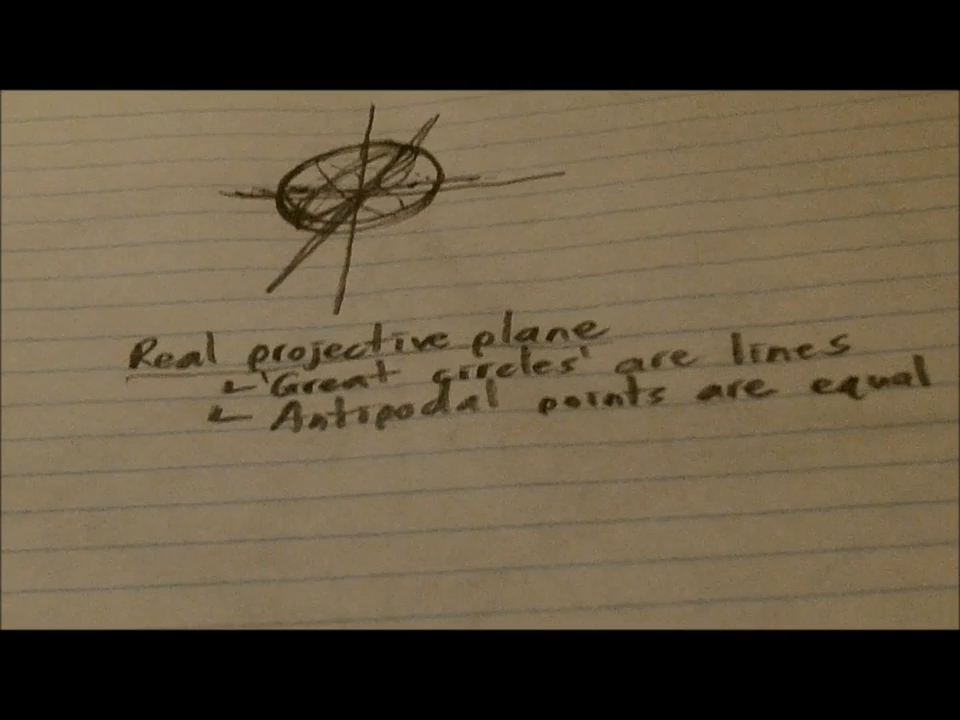 Real projective plane
'Great circles' are lines
Antipodal points are equal